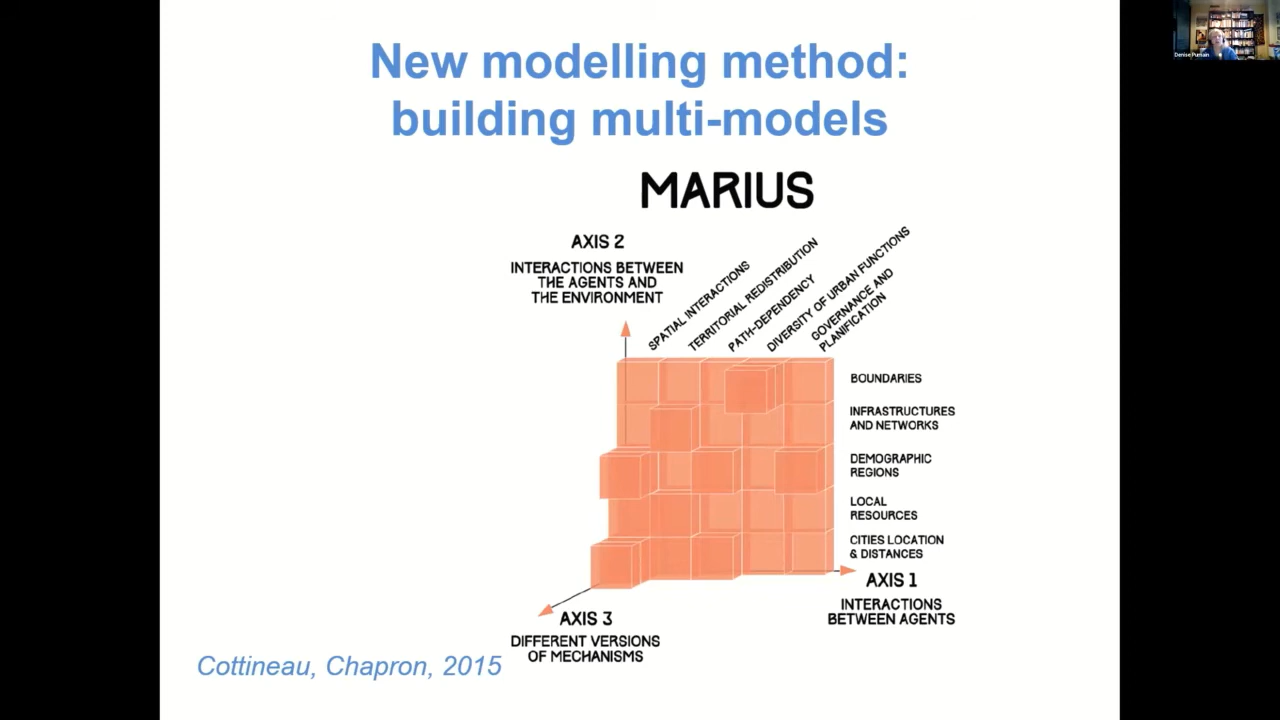 New modelling method:
building multi-models
MARIUS
AXIS 2
INTERACTIONS BETWEEN
THE AGENTS AND
THE ENVIRONMENT
SPATIAL INTERACTIONS
TERRITORIAL REDISTRIBUTION
PATH-DEPENDENCY
DIVERSITY OF URBAN FUNCTIONS
GOVERNANCE AND
PLANIFICATION
BOUNDARIES
INFRASTRUCTURES
AND NETWORKS
DEMOGRAPHIC
REGIONS
LOCAL
RESOURCES
CITIES LOCATION
& DISTANCES
AXIS 1
INTERACTIONS
BETWEEN AGENTS
AXIS 3
DIFFERENT VERSIONS
OF MECHANISMS
Cottineau, Chapron, 2015
Denise Pumain